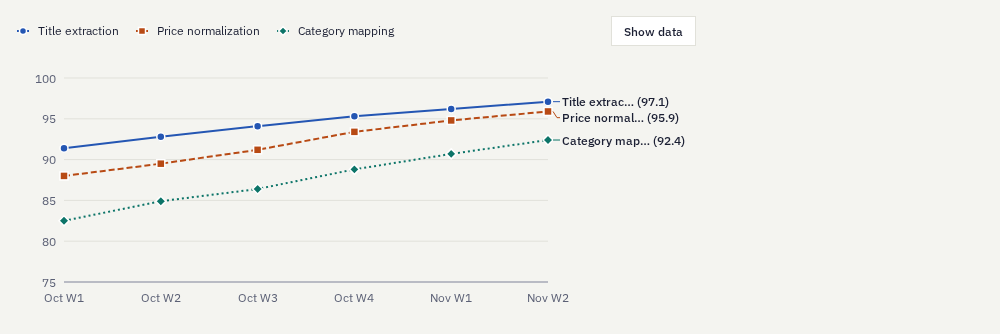 Title extraction Price normalization Category mapping Show data
100
95
90
85
80
75
Title extrac... (97.1)
Price normal... (95.9)
Category map... (92.4)
Oct W1 Oct W2 Oct W3 Oct W4 Nov W1 Nov W2